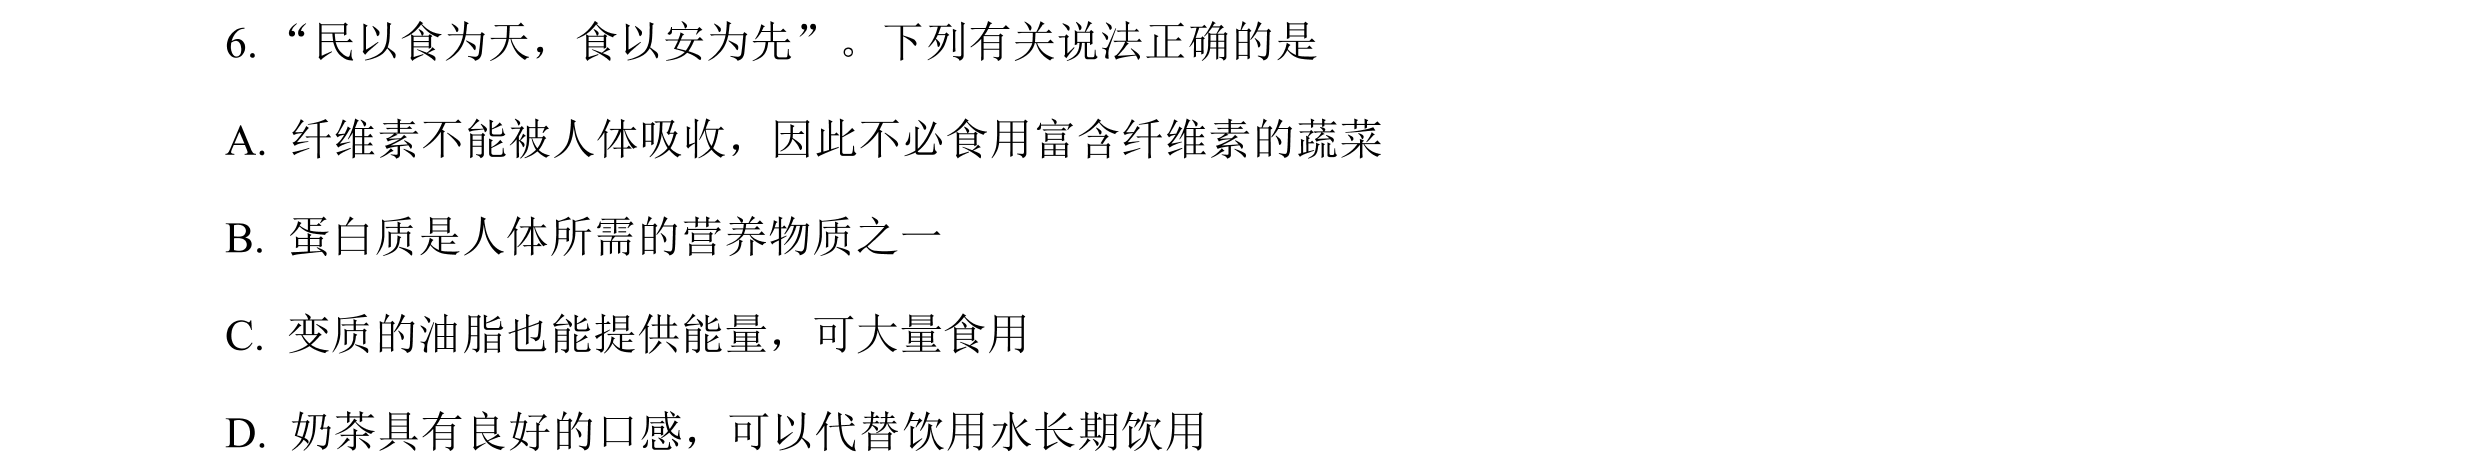 6. “民以食为天，食以安为先”。下列有关说法正确的是
A. 纤维素不能被人体吸收，因此不必食用富含纤维素的蔬菜
B. 蛋白质是人体所需的营养物质之一
C. 变质的油脂也能提供能量，可大量食用
D. 奶茶具有良好的口感，可以代替饮用水长期饮用